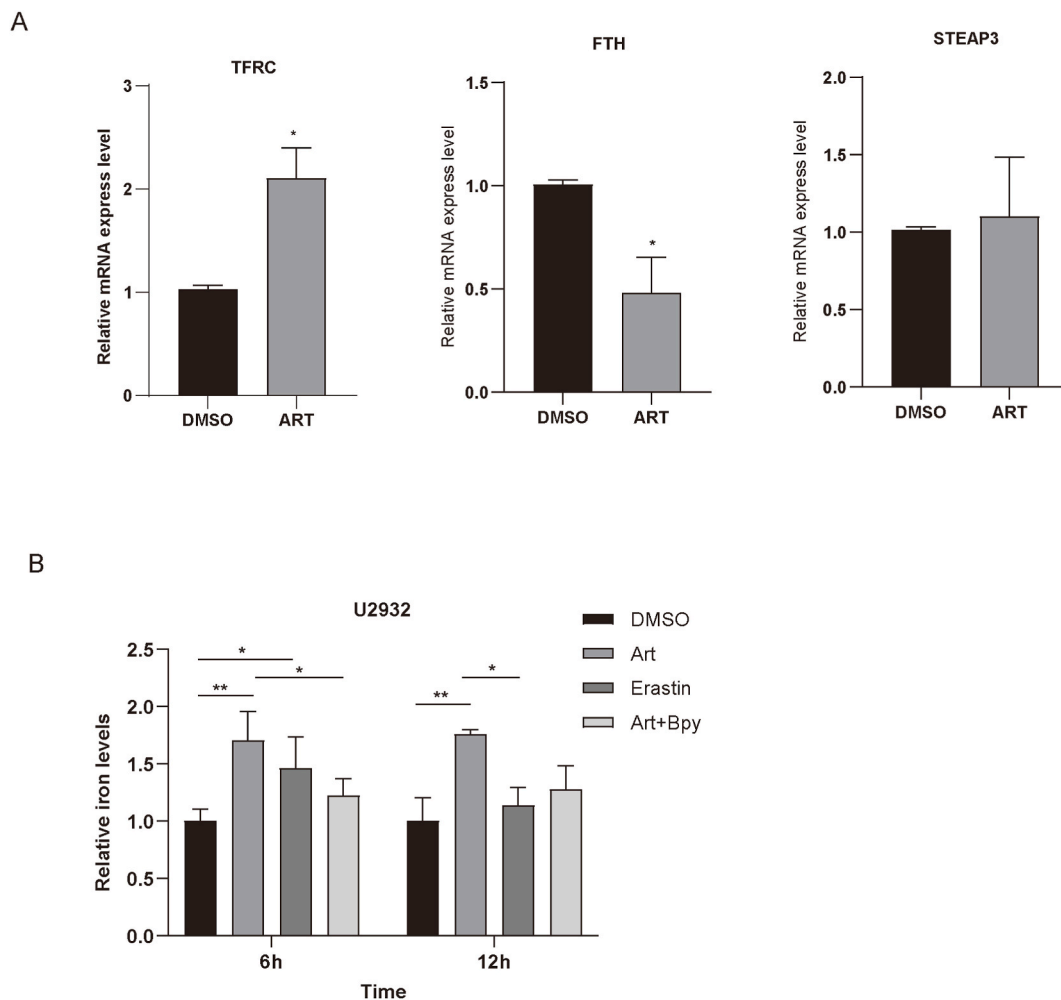 A
TFRC
Relative mRNA express level
3
2
1
0
*
DMSO ART
FTH
Relative mRNA express level
1.5
1.0
0.5
0.0
*
DMSO ART
STEAP3
Relative mRNA express level
2.0
1.5
1.0
0.5
0.0
DMSO ART
B
U2932
Relative iron levels
2.5
2.0
1.5
1.0
0.5
0.0
*
*
**
*
**
6h 12h
Time
DMSO
Art
Erastin
Art+Bpy